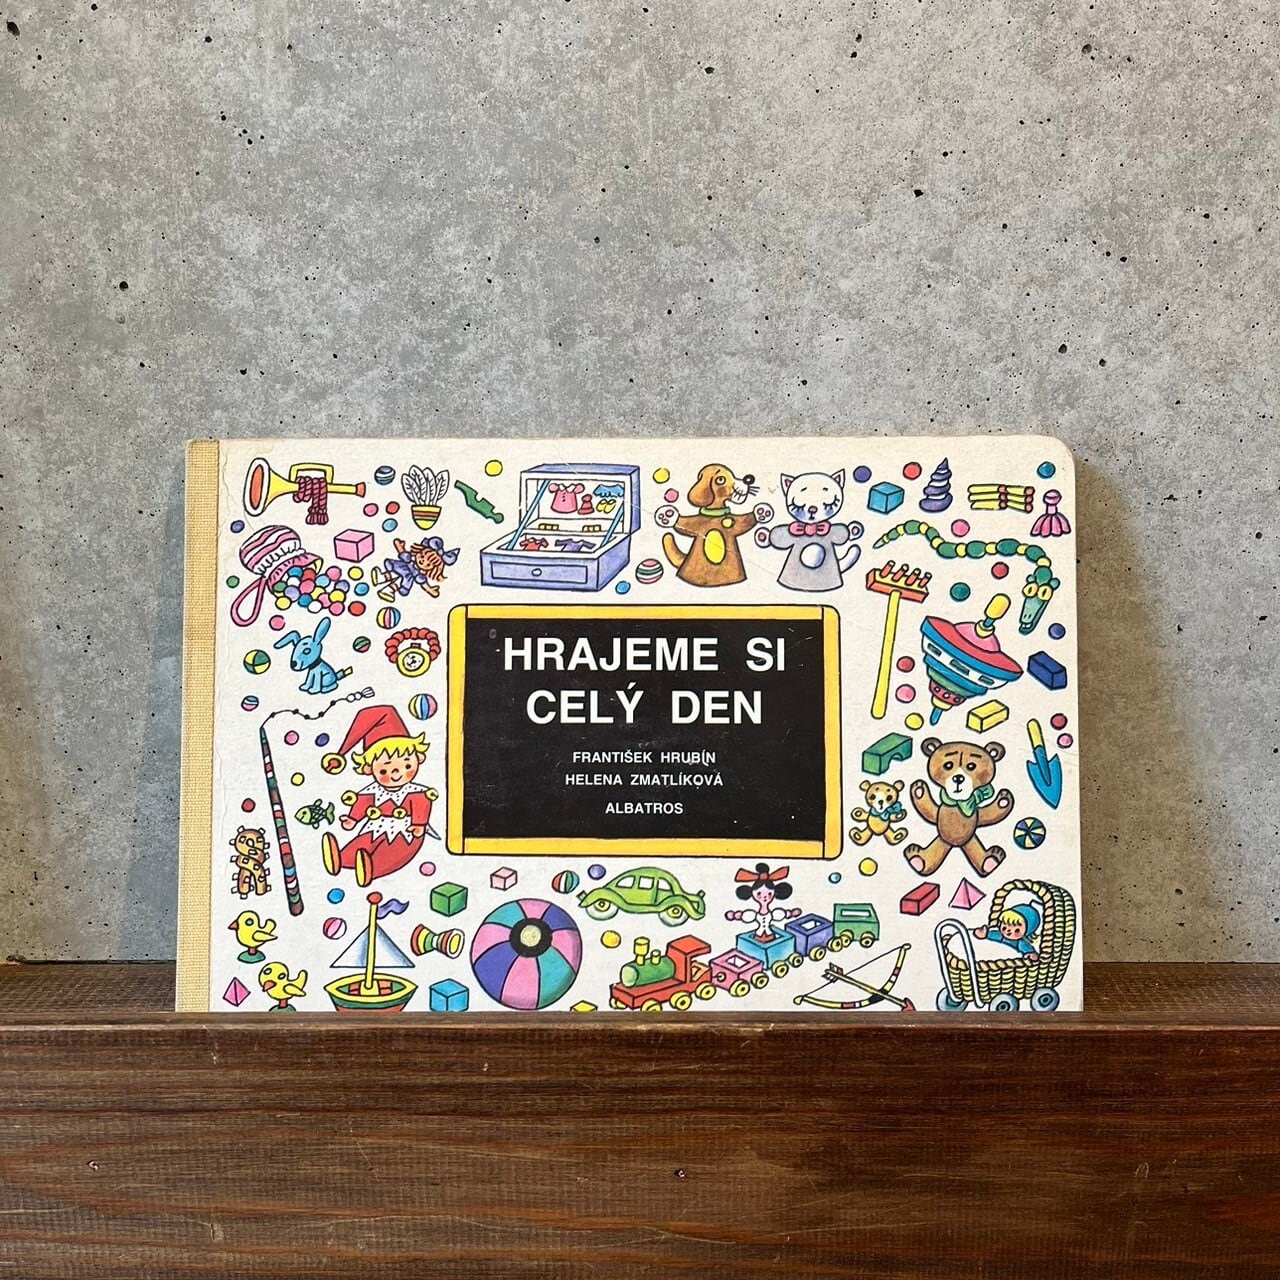 HRAJEME SI
CELÝ DEN
FRANTIŠEK HRUBÍN
HELENA ZMATLÍKOVÁ
ALBATROS